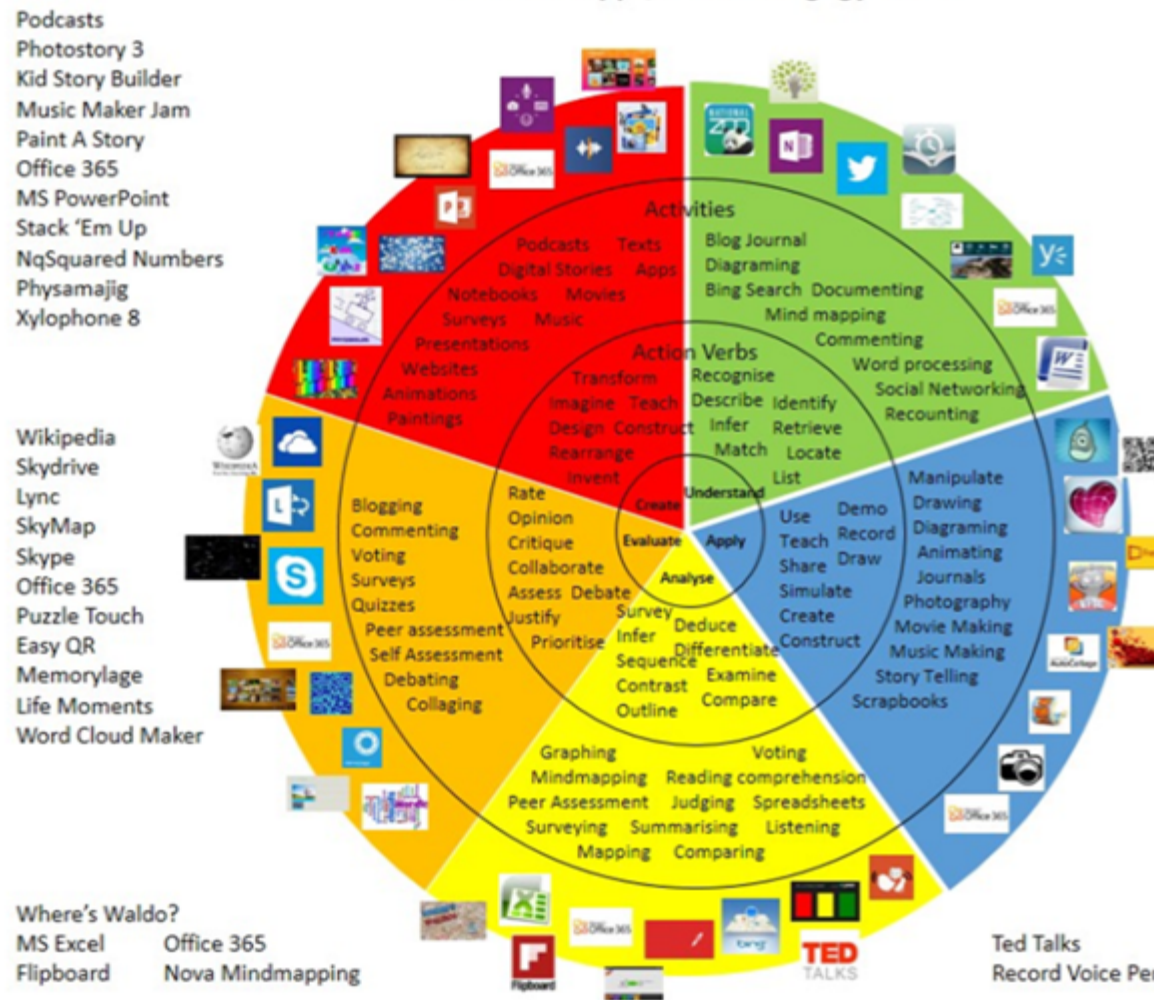 Podcasts
Photostory 3
Kid Story Builder
Music Maker Jam
Paint A Story
Office 365
MS PowerPoint
Stack ‘Em Up
NqSquared Numbers
Physamajig
Xylophone 8
Wikipedia
Skydrive
Lync
SkyMap
Skype
Office 365
Puzzle Touch
Easy QR
Memorylage
Life Moments
Word Cloud Maker
Where's Waldo?
MS Excel Office 365
Flipboard Nova Mindmapping
Ted Talks
Record Voice
Activities
Podcasts Texts
Digital Stories Apps
Notebooks Movies
Surveys Music
Presentations
Websites
Animations
Paintings
Blog Journal
Diagraming
Bing Search Documenting
Mind mapping
Commenting
Word processing
Social Networking
Recounting
Action Verbs
Transform
Imagine Teach
Design Construct
Rearrange
Invent
Create
Recognise
Describe Identify
Infer Retrieve
Match Locate
List
Understand
Blogging
Commenting
Voting
Surveys
Quizzes
Peer assessment
Self Assessment
Debating
Collaging
Rate
Opinion
Critique
Collaborate
Assess Debate
Justify
Prioritise
Evaluate
Apply
Use Demo
Teach Record
Share Draw
Simulate
Create
Construct
Manipulate
Drawing
Diagraming
Animating
Journals
Photography
Movie Making
Music Making
Story Telling
Scrapbooks
Analyse
Survey Deduce
Infer Differentiate
Sequence Examine
Contrast Compare
Outline
Graphing Voting
Mindmapping Reading comprehension
Peer Assessment Judging Spreadsheets
Surveying Summarising Listening
Mapping Comparing
NATIONAL
ZOO
Office 365
Office 365
WIKIPEDIA
Office 365
Office 365
AutoCollage
Office 365
Flipboard
bing
TED
TALKS